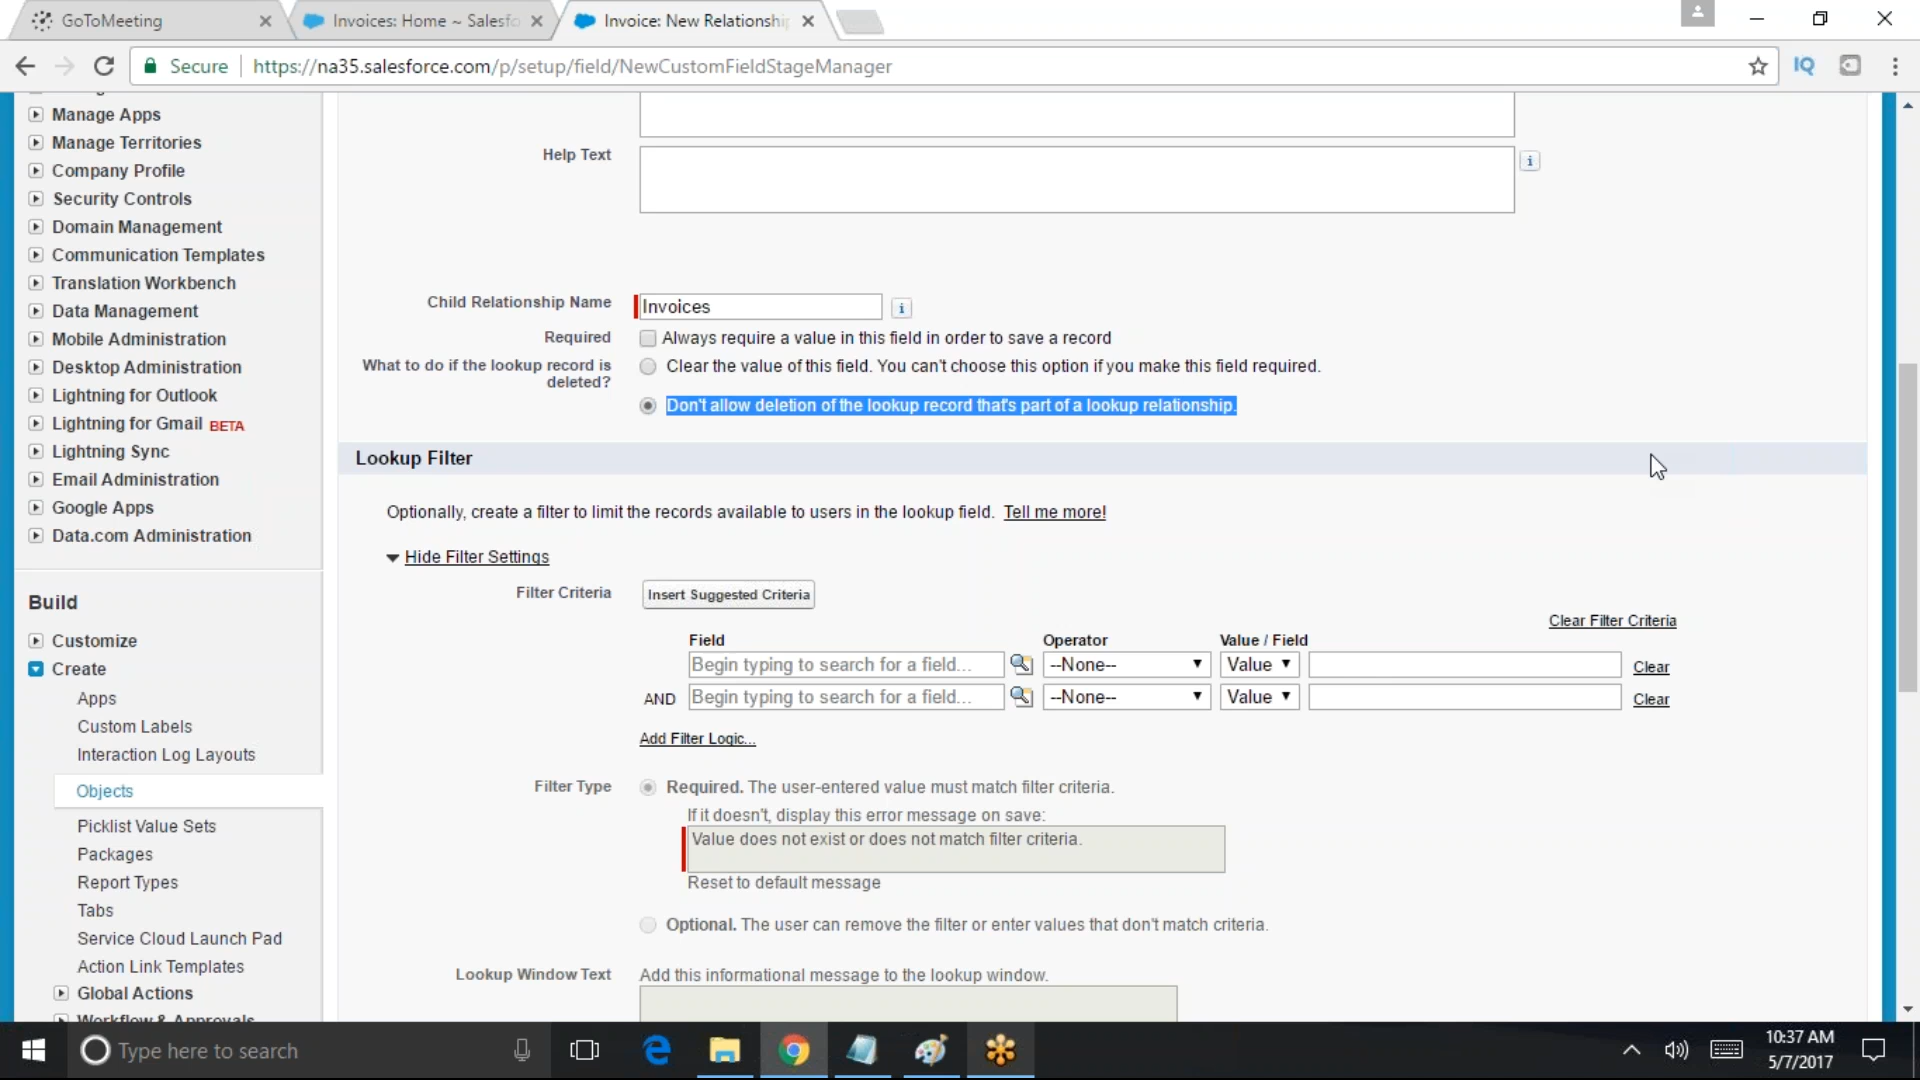 GoToMeeting
Invoices: Home ~ Salesfo
Invoice: New Relationship
Secure
https://na35.salesforce.com/p/setup/field/NewCustomFieldStageManager
IQ
Manage Apps
Manage Territories
Company Profile
Security Controls
Domain Management
Communication Templates
Translation Workbench
Data Management
Mobile Administration
Desktop Administration
Lightning for Outlook
Lightning for Gmail BETA
Lightning Sync
Email Administration
Google Apps
Data.com Administration
Build
Customize
Create
Apps
Custom Labels
Interaction Log Layouts
Objects
Picklist Value Sets
Packages
Report Types
Tabs
Service Cloud Launch Pad
Action Link Templates
Global Actions
Workflow & Approvals
Help Text
i
Child Relationship Name
Invoices
i
Required
Always require a value in this field in order to save a record
What to do if the lookup record is
deleted?
Clear the value of this field. You can't choose this option if you make this field required.
Don't allow deletion of the lookup record that's part of a lookup relationship.
Lookup Filter
Optionally, create a filter to limit the records available to users in the lookup field. Tell me more!
Hide Filter Settings
Filter Criteria
Insert Suggested Criteria
Clear Filter Criteria
Field Operator Value / Field
Begin typing to search for a field... --None-- Value Clear
AND Begin typing to search for a field... --None-- Value Clear
Add Filter Logic...
Filter Type
Required. The user-entered value must match filter criteria.
If it doesn't, display this error message on save:
Value does not exist or does not match filter criteria.
Reset to default message
Optional. The user can remove the filter or enter values that don't match criteria.
Lookup Window Text
Add this informational message to the lookup window.
Type here to search
10:37 AM
5/7/2017